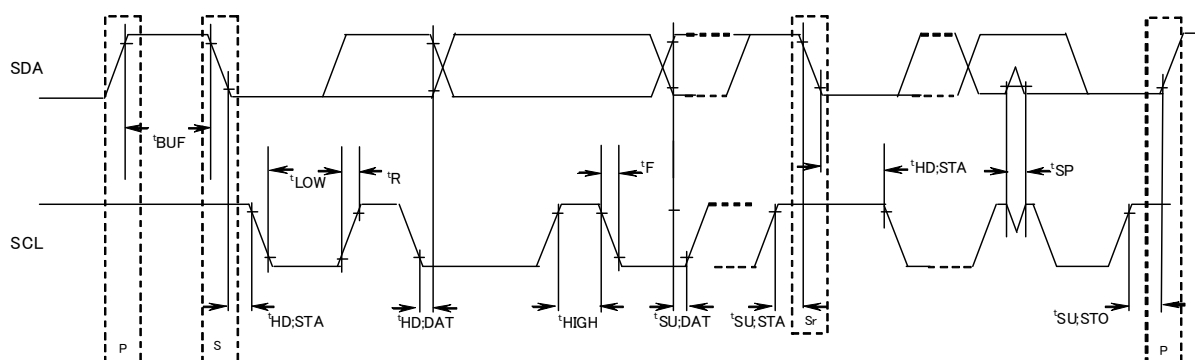 SDA
tBUF
tLOW
tR
tF
tHD;STA
tSP
SCL
tHD;STA
tHD;DAT
tHIGH
tSU;DAT
tSU;STA
Sr
tSU;STO
P
S
P